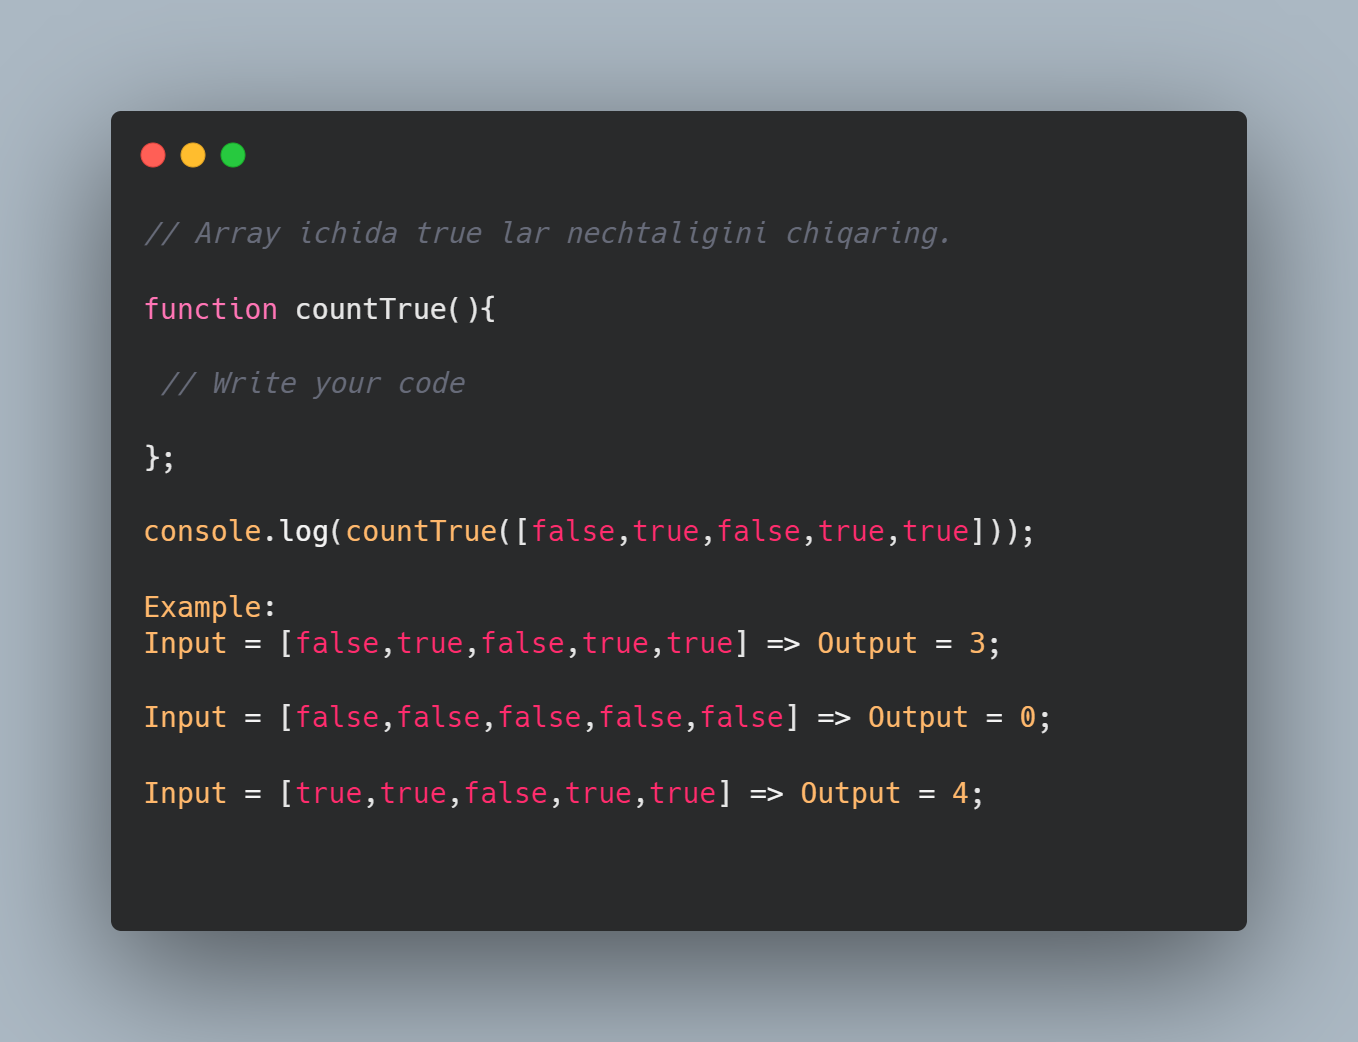 // Array ichida true lar nechtaligini chiqaring.
function countTrue(){
// Write your code
};
console.log(countTrue([false,true,false,true,true]));
Example:
Input = [false,true,false,true,true] => Output = 3;
Input = [false,false,false,false,false] => Output = 0;
Input = [true,true,false,true,true] => Output = 4;